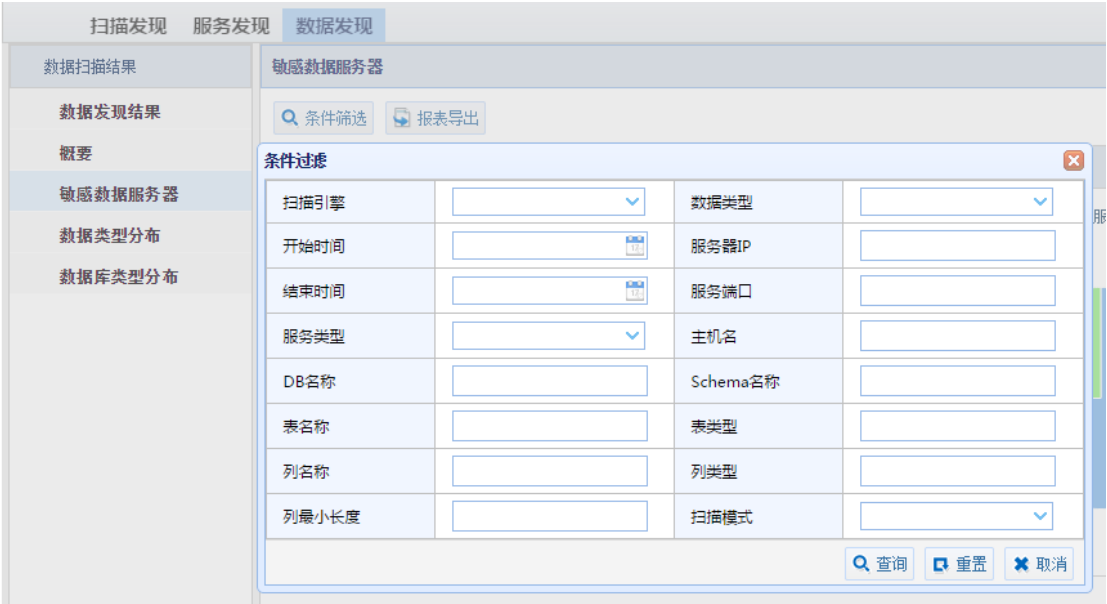 扫描发现 服务发现 数据发现
数据扫描结果
敏感数据服务器
数据发现结果
概要
敏感数据服务器
数据类型分布
数据库类型分布
条件筛选 报表导出
条件过滤
扫描引擎 数据类型
开始时间 服务器IP
结束时间 服务端口
服务类型 主机名
DB名称 Schema名称
表名称 表类型
列名称 列类型
列最小长度 扫描模式
查询 重置 取消